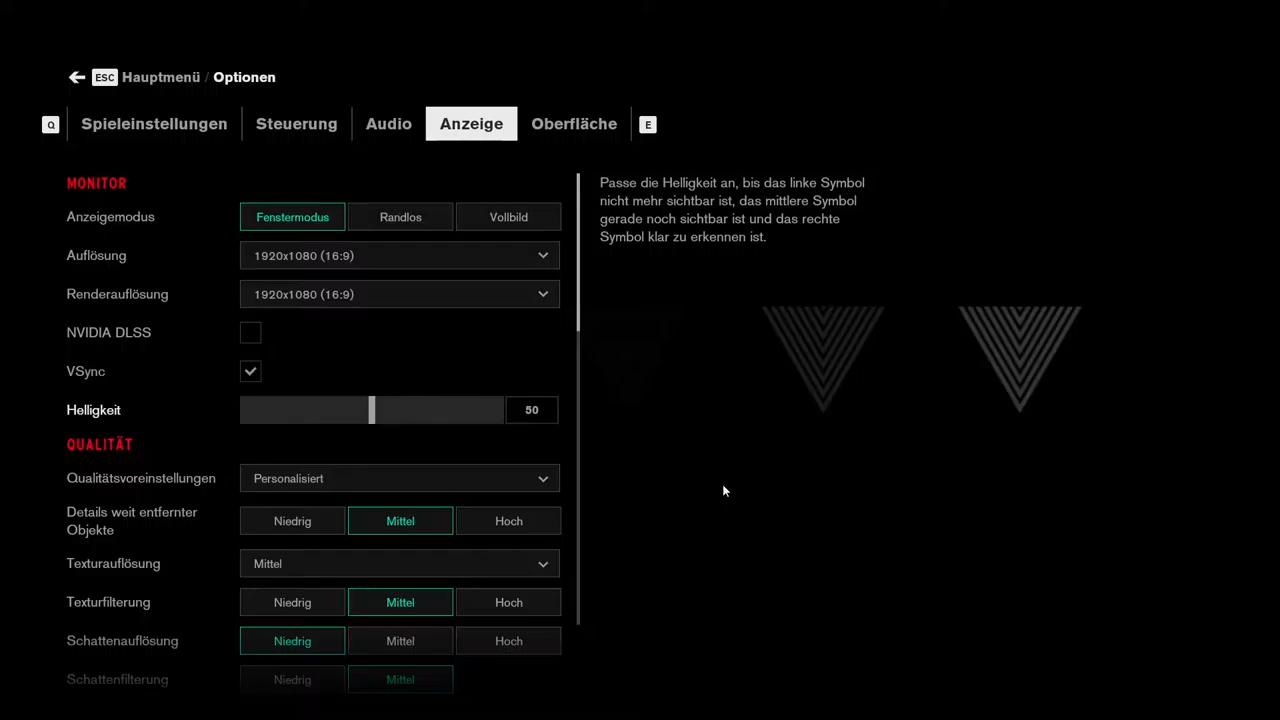 ESC Hauptmenü / Optionen
Q Spieleinstellungen Steuerung Audio Anzeige Oberfläche E
MONITOR
Anzeigemodus Fenstermodus Randlos Vollbild
Auflösung 1920x1080 (16:9)
Renderauflösung 1920x1080 (16:9)
NVIDIA DLSS
VSync
Helligkeit 50
QUALITÄT
Qualitätsvoreinstellungen Personalisiert
Details weit entfernter
Objekte Niedrig Mittel Hoch
Texturauflösung Mittel
Texturfilterung Niedrig Mittel Hoch
Schattenauflösung Niedrig Mittel Hoch
Schattenfilterung Niedrig Mittel
Passe die Helligkeit an, bis das linke Symbol
nicht mehr sichtbar ist, das mittlere Symbol
gerade noch sichtbar ist und das rechte
Symbol klar zu erkennen ist.